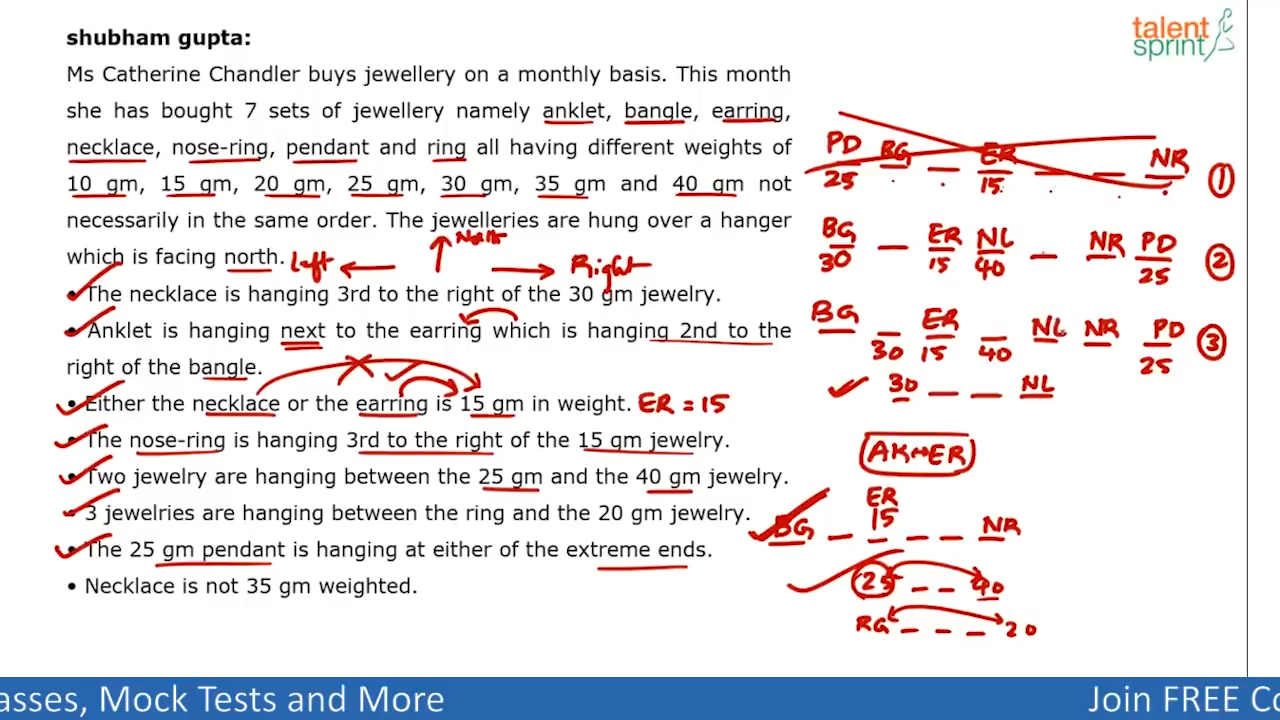 shubham gupta:
talent
sprint
Ms Catherine Chandler buys jewellery on a monthly basis. This month
she has bought 7 sets of jewellery namely anklet, bangle, earring,
necklace, nose-ring, pendant and ring all having different weights of
10 gm, 15 gm, 20 gm, 25 gm, 30 gm, 35 gm and 40 gm not
necessarily in the same order. The jewelleries are hung over a hanger
which is facing north.
Left North Right
• The necklace is hanging 3rd to the right of the 30 gm jewelry.
• Anklet is hanging next to the earring which is hanging 2nd to the
right of the bangle.
• Either the necklace or the earring is 15 gm in weight. ER = 15
• The nose-ring is hanging 3rd to the right of the 15 gm jewelry.
• Two jewelry are hanging between the 25 gm and the 40 gm jewelry.
• 3 jewelries are hanging between the ring and the 20 gm jewelry.
• The 25 gm pendant is hanging at either of the extreme ends.
• Necklace is not 35 gm weighted.
PD BG _ ER _ _ NR
25 15 ①
BG _ ER NL _ NR PD
30 15 40 25 ②
BG _ ER _ NL NR PD
30 15 40 25 ③
30 _ _ NL
ER
15
BG _ _ _ _ NR
25 _ _ 40
RG _ _ _ 20
asses, Mock Tests and More
Join FREE Co